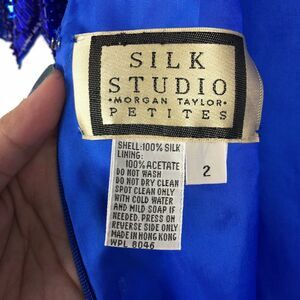 SILK
STUDIO
•MORGAN TAYLOR•
PETITES
SHELL: 100% SILK
LINING:
100% ACETATE
DO NOT WASH
DO NOT DRY CLEAN
SPOT CLEAN ONLY
WITH COLD WATER
AND MILD SOAP IF
NEEDED. PRESS ON
REVERSE SIDE ONLY
MADE IN HONG KONG
WPL 8046
2